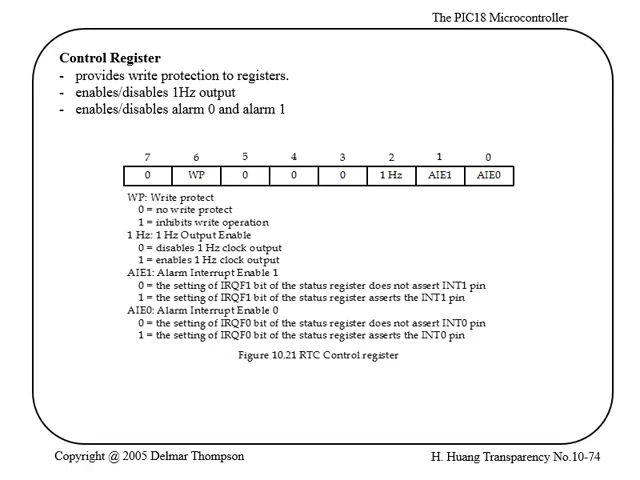 The PIC18 Microcontroller
Control Register
- provides write protection to registers.
- enables/disables 1Hz output
- enables/disables alarm 0 and alarm 1
7 6 5 4 3 2 1 0
0 WP 0 0 0 1 Hz AIE1 AIE0
WP: Write protect
0 = no write protect
1 = inhibits write operation
1 Hz: 1 Hz Output Enable
0 = disables 1 Hz clock output
1 = enables 1 Hz clock output
AIE1: Alarm Interrupt Enable 1
0 = the setting of IRQF1 bit of the status register does not assert INT1 pin
1 = the setting of IRQF1 bit of the status register asserts the INT1 pin
AIE0: Alarm Interrupt Enable 0
0 = the setting of IRQF0 bit of the status register does not assert INT0 pin
1 = the setting of IRQF0 bit of the status register asserts the INT0 pin
Figure 10.21 RTC Control register
Copyright @ 2005 Delmar Thompson
H. Huang Transparency No.10-74